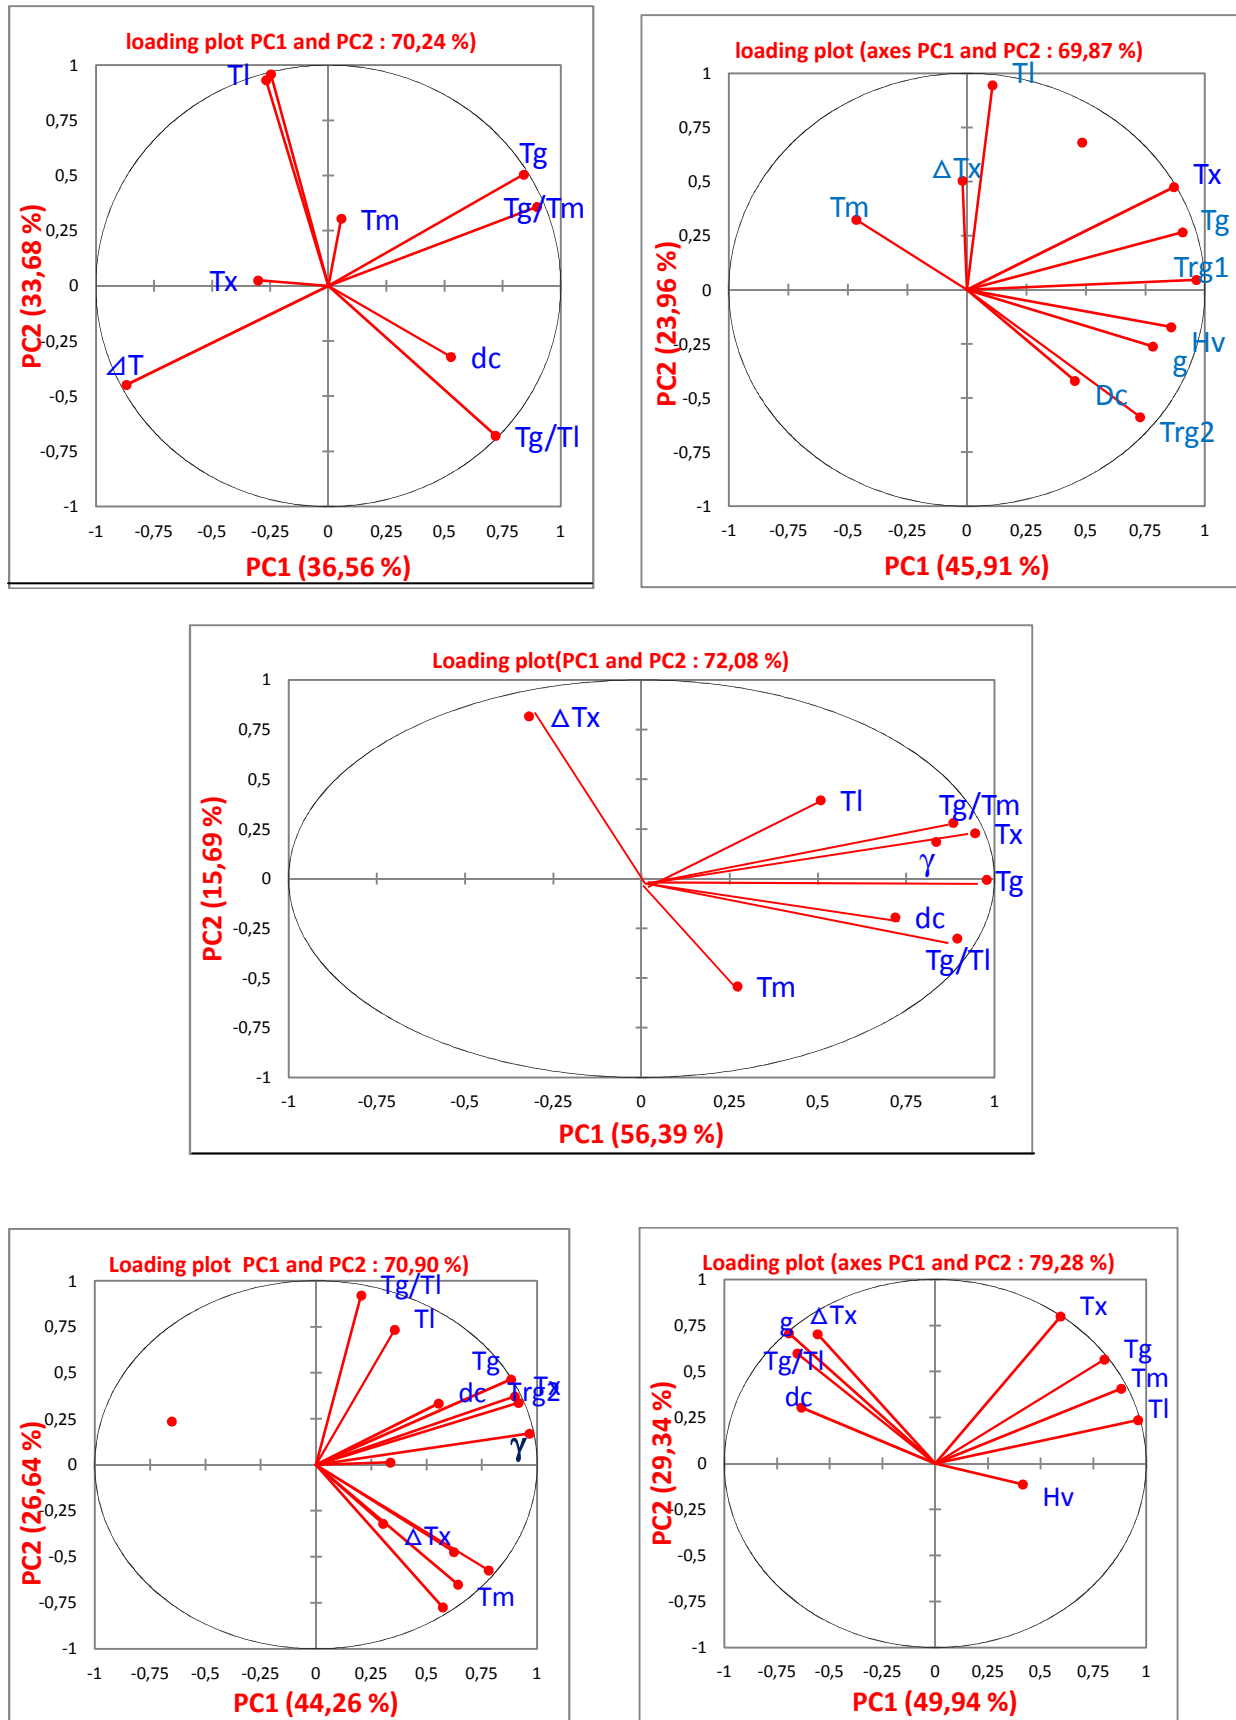 loading plot PC1 and PC2 : 70,24 %)
1
0,75
0,5
0,25
0
-0,25
-0,5
-0,75
-1
PC2 (33,68 %)
Tl
Tg
Tg/Tm
Tm
Tx
⊿T
dc
Tg/Tl
-1 -0,75 -0,5 -0,25 0 0,25 0,5 0,75 1
PC1 (36,56 %)
loading plot (axes PC1 and PC2 : 69,87 %)
1
0,75
0,5
0,25
0
-0,25
-0,5
-0,75
-1
PC2 (23,96 %)
Tl
△Tx
Tx
Tm
Tg
Trg1
Hv
g
Dc
Trg2
-1 -0,75 -0,5 -0,25 0 0,25 0,5 0,75 1
PC1 (45,91 %)
Loading plot(PC1 and PC2 : 72,08 %)
1
0,75
0,5
0,25
0
-0,25
-0,5
-0,75
-1
PC2 (15,69 %)
△Tx
Tl
Tg/Tm
Tx
γ
Tg
dc
Tg/Tl
Tm
-1 -0,75 -0,5 -0,25 0 0,25 0,5 0,75 1
PC1 (56,39 %)
Loading plot PC1 and PC2 : 70,90 %)
1
0,75
0,5
0,25
0
-0,25
-0,5
-0,75
-1
PC2 (26,64 %)
Tg/Tl
Tl
Tg
Tx
dc
Trg2
γ
△Tx
Tm
-1 -0,75 -0,5 -0,25 0 0,25 0,5 0,75 1
PC1 (44,26 %)
Loading plot (axes PC1 and PC2 : 79,28 %)
1
0,75
0,5
0,25
0
-0,25
-0,5
-0,75
-1
PC2 (29,34 %)
g
△Tx
Tx
Tg/Tl
Tg
Tm
dc
Tl
Hv
-1 -0,75 -0,5 -0,25 0 0,25 0,5 0,75 1
PC1 (49,94 %)